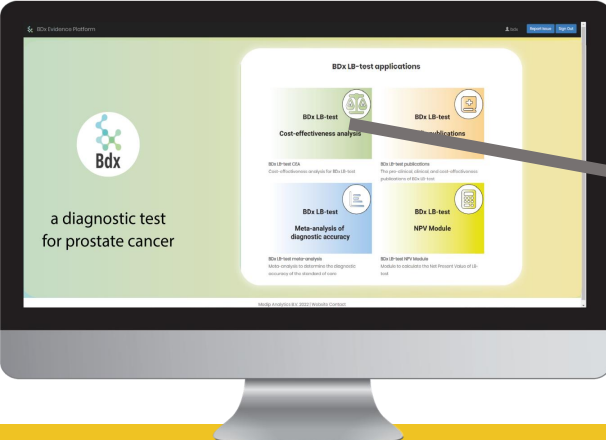 BDx Evidence Platform
Report Issue
Sign Out
BDx LB-test applications
BDx LB-test
Cost-effectiveness analysis
BDx LB-test CEA
Cost-effectiveness analysis for BDx LB-test
BDx LB-test
publications
BDx LB-test publications
The pre-clinical, clinical and cost-effectiveness
publications of BDx LB-test
BDx LB-test
Meta-analysis of
diagnostic accuracy
BDx LB-test meta-analysis
Meta-analysis to determine the diagnostic
accuracy of the standard of care
BDx LB-test
NPV Module
BDx LB-test NPV Module
Module to calculate the Net Present Value of LB-
test
Bdx
a diagnostic test
for prostate cancer
Medip Analytics B.V. 2022 | Website Contact